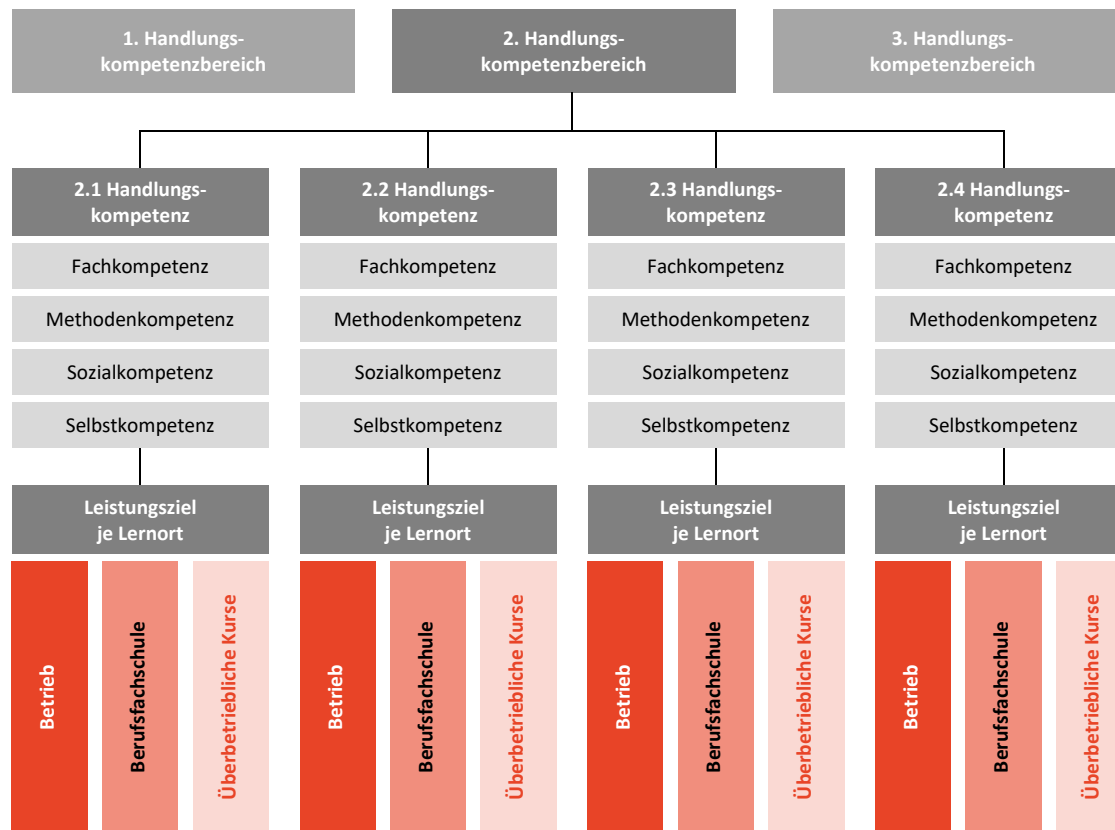 1. Handlungs-
kompetenzbereich
2. Handlungs-
kompetenzbereich
3. Handlungs-
kompetenzbereich
2.1 Handlungs-
kompetenz
2.2 Handlungs-
kompetenz
2.3 Handlungs-
kompetenz
2.4 Handlungs-
kompetenz
Fachkompetenz
Fachkompetenz
Fachkompetenz
Fachkompetenz
Methodenkompetenz
Methodenkompetenz
Methodenkompetenz
Methodenkompetenz
Sozialkompetenz
Sozialkompetenz
Sozialkompetenz
Sozialkompetenz
Selbstkompetenz
Selbstkompetenz
Selbstkompetenz
Selbstkompetenz
Leistungsziel
je Lernort
Leistungsziel
je Lernort
Leistungsziel
je Lernort
Leistungsziel
je Lernort
Betrieb
Berufsfachschule
Überbetriebliche Kurse
Betrieb
Berufsfachschule
Überbetriebliche Kurse
Betrieb
Berufsfachschule
Überbetriebliche Kurse
Betrieb
Berufsfachschule
Überbetriebliche Kurse